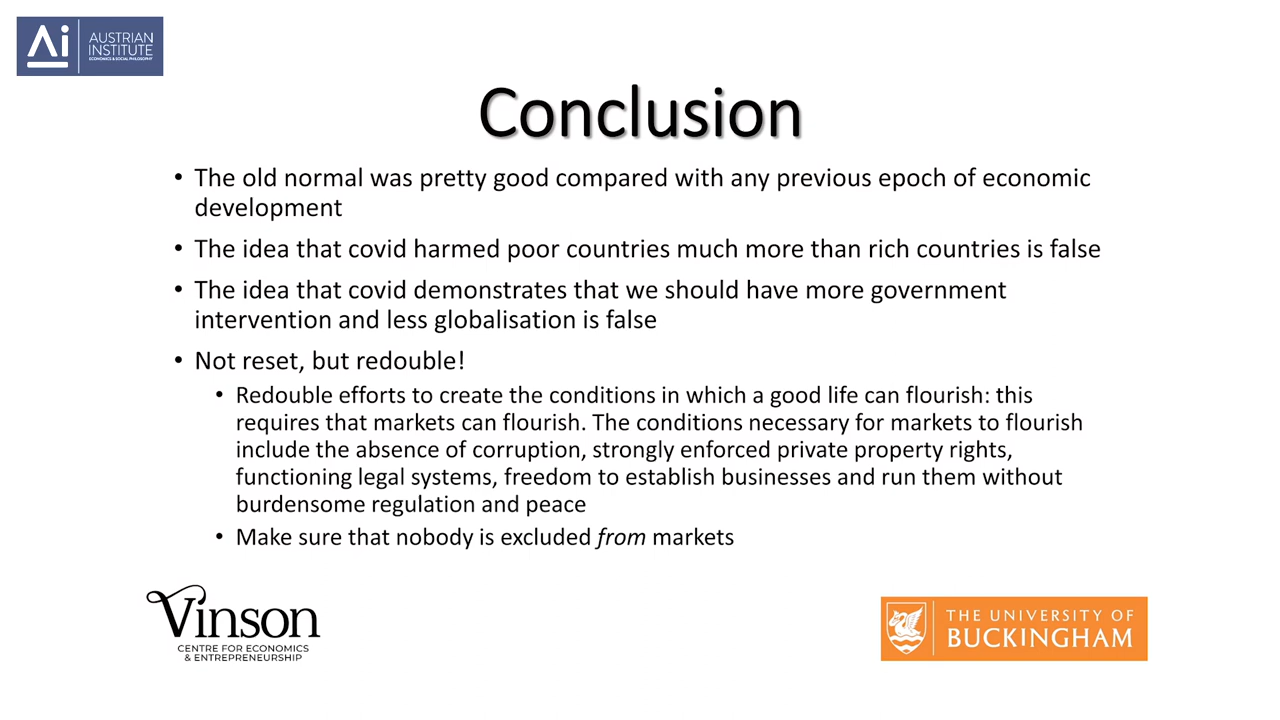 Ai
AUSTRIAN
INSTITUTE
ECONOMICS & SOCIAL PHILOSOPHY
Conclusion
• The old normal was pretty good compared with any previous epoch of economic
development
• The idea that covid harmed poor countries much more than rich countries is false
• The idea that covid demonstrates that we should have more government
intervention and less globalisation is false
• Not reset, but redouble!
• Redouble efforts to create the conditions in which a good life can flourish: this
requires that markets can flourish. The conditions necessary for markets to flourish
include the absence of corruption, strongly enforced private property rights,
functioning legal systems, freedom to establish businesses and run them without
burdensome regulation and peace
• Make sure that nobody is excluded from markets
Vinson
CENTRE FOR ECONOMICS
& ENTREPRENEURSHIP
THE UNIVERSITY OF
BUCKINGHAM